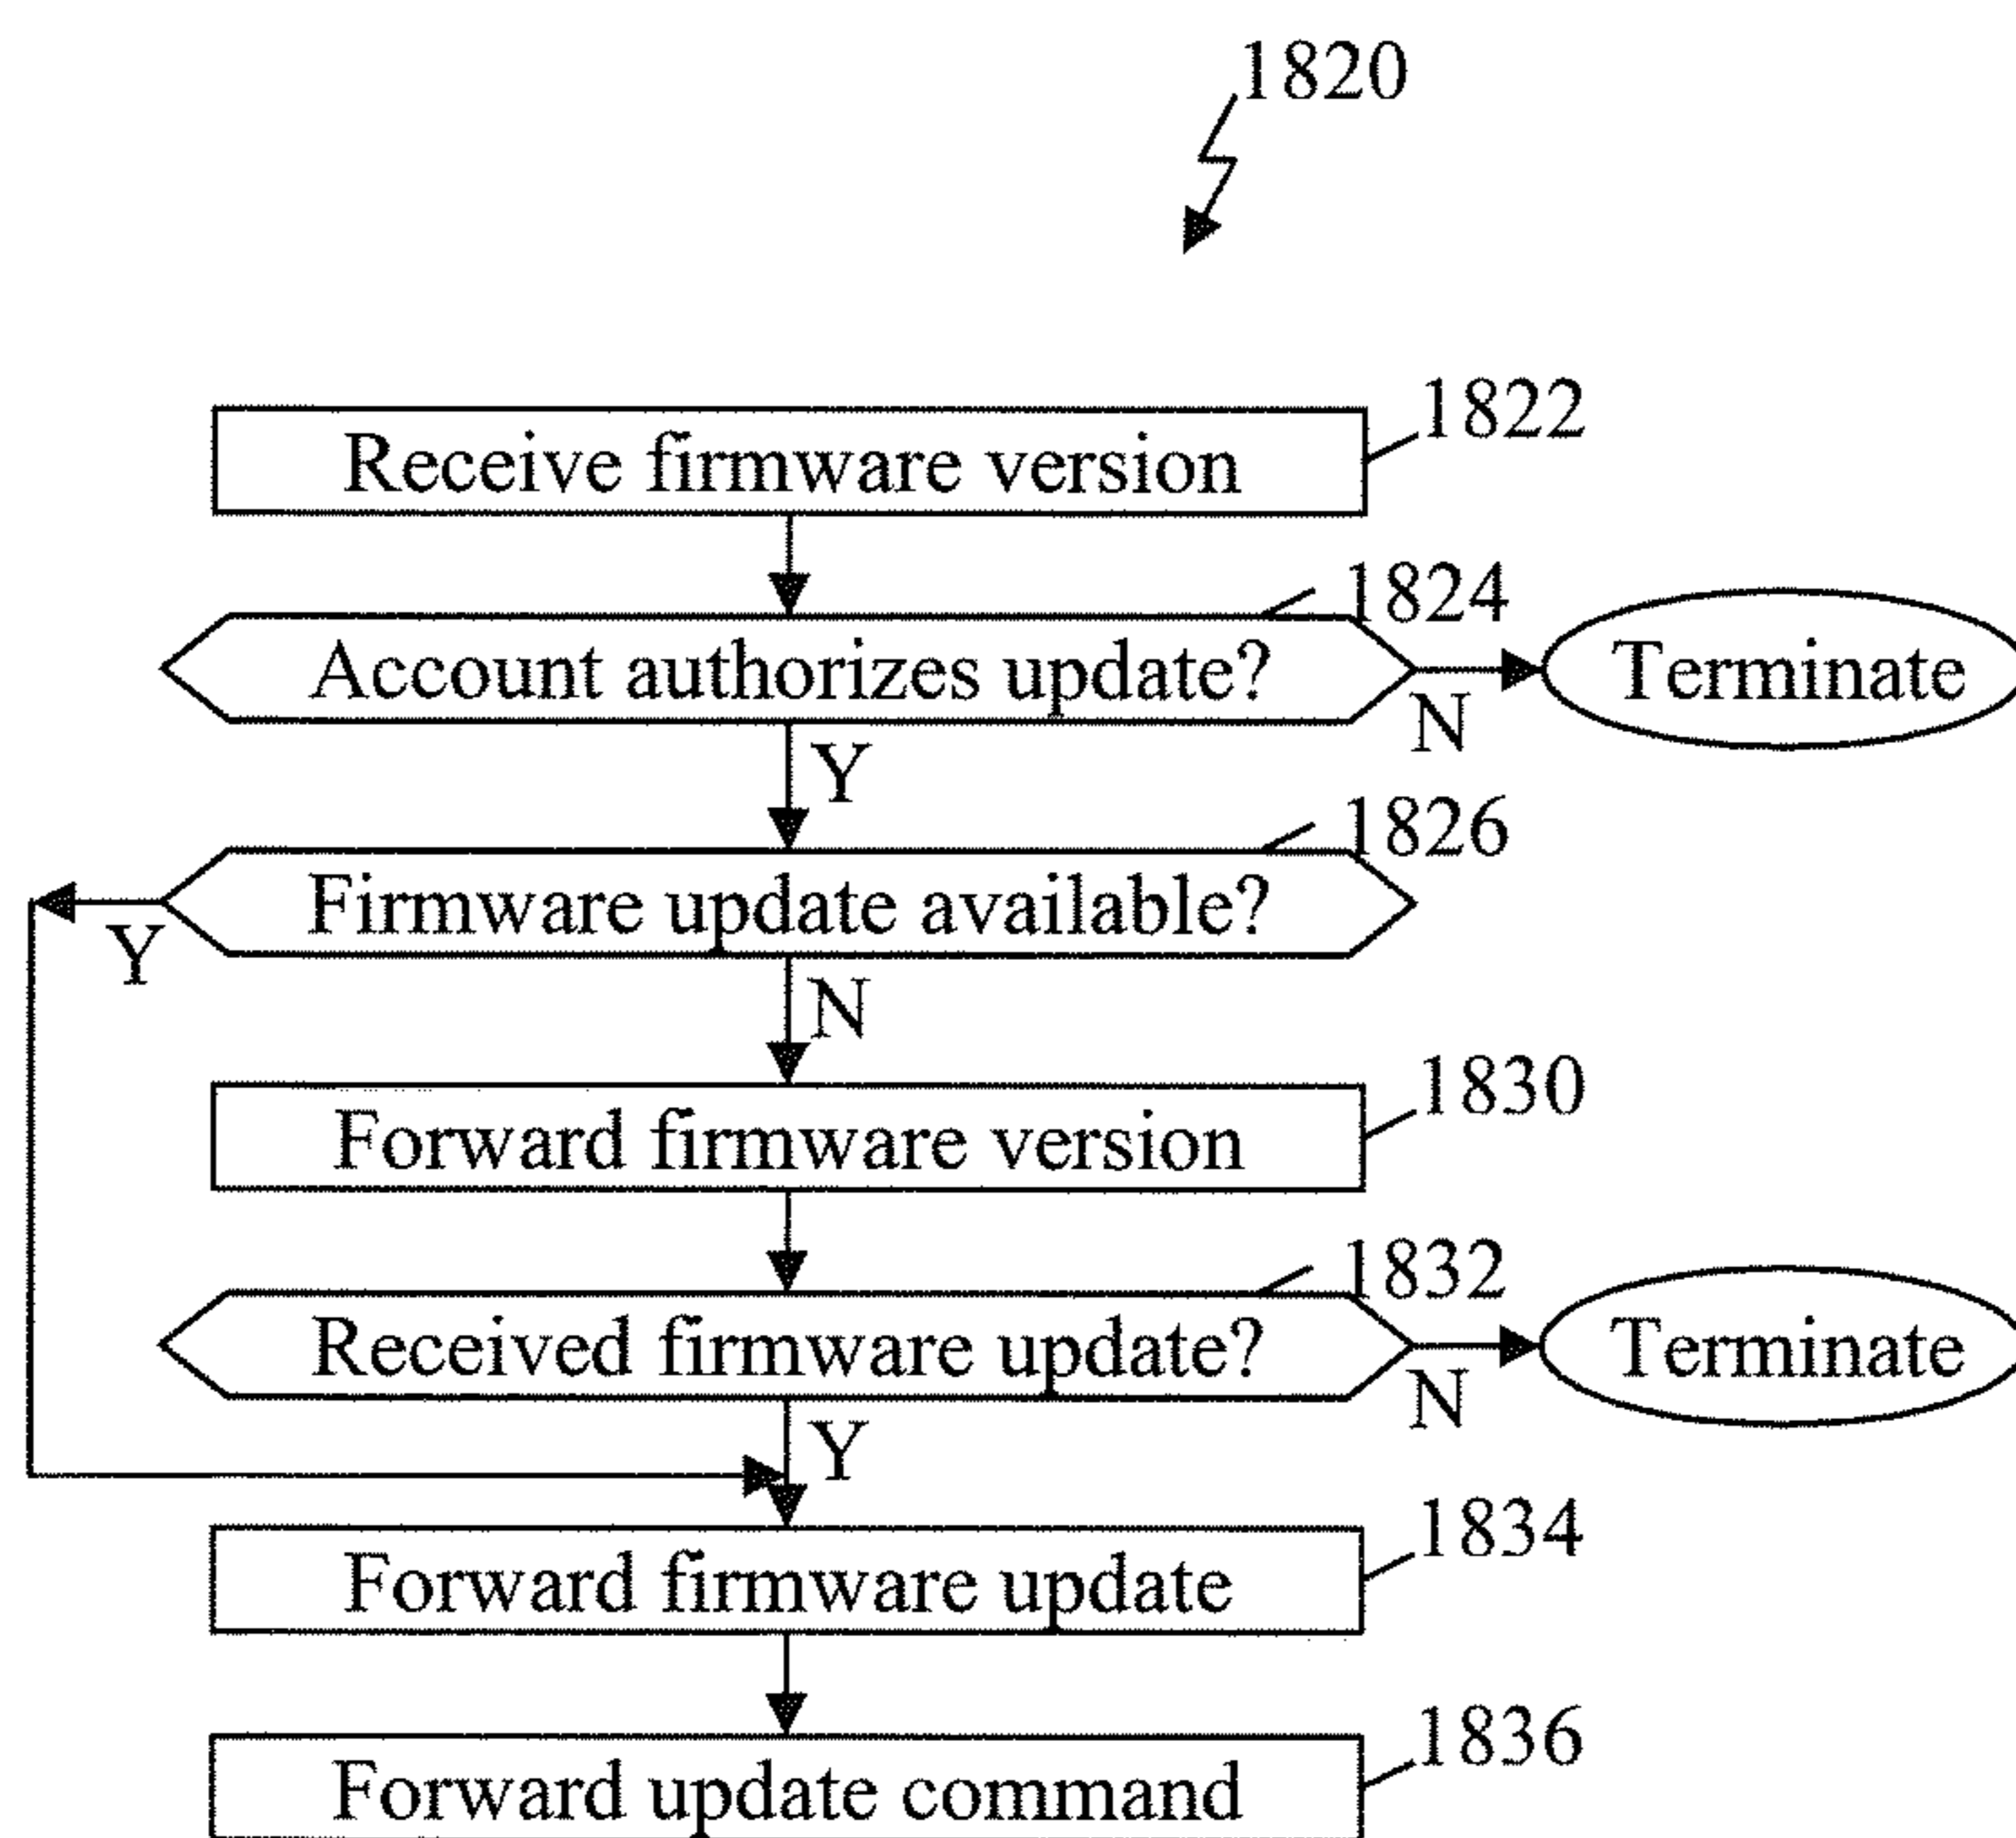 1820
1822
Receive firmware version
1824
Account authorizes update?
Terminate
N
Y
1826
Firmware update available?
Y
N
1830
Forward firmware version
1832
Received firmware update?
Terminate
N
Y
1834
Forward firmware update
1836
Forward update command